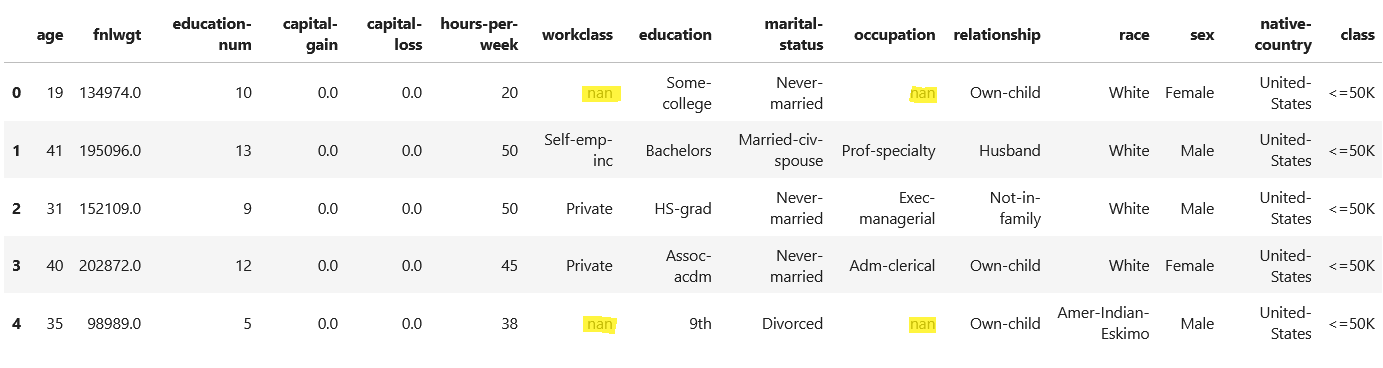 age fnlwgt education-num capital-gain capital-loss hours-per-week workclass education marital-status occupation relationship race sex native-country class
0 19 134974.0 10 0.0 0.0 20 nan Some-college Never-married nan Own-child White Female United-States <=50K
1 41 195096.0 13 0.0 0.0 50 Self-emp-inc Bachelors Married-civ-spouse Prof-specialty Husband White Male United-States <=50K
2 31 152109.0 9 0.0 0.0 50 Private HS-grad Never-married Exec-managerial Not-in-family White Male United-States <=50K
3 40 202872.0 12 0.0 0.0 45 Private Assoc-acdm Never-married Adm-clerical Own-child White Female United-States <=50K
4 35 98989.0 5 0.0 0.0 38 nan 9th Divorced nan Own-child Amer-Indian-Eskimo Male United-States <=50K